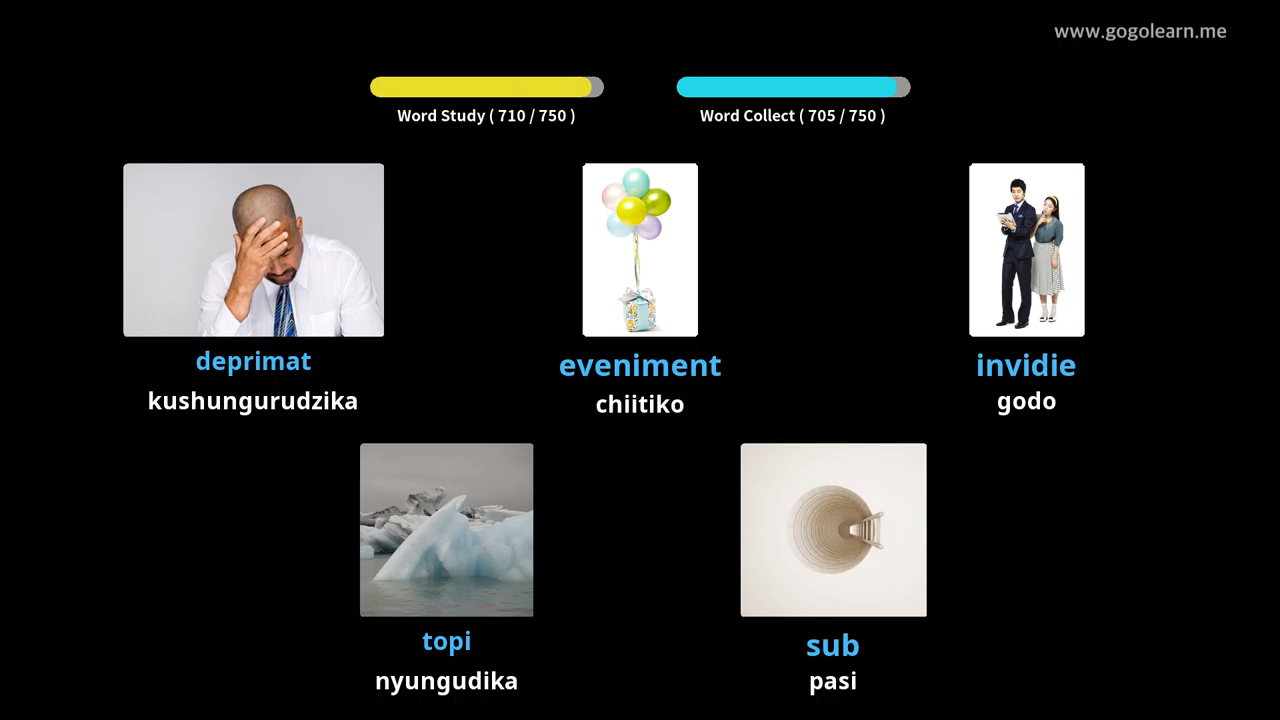 www.gogolearn.me
Word Study ( 710 / 750 )
Word Collect ( 705 / 750 )
deprimat
kushungurudzika
eveniment
chiitiko
invidie
godo
topi
nyungudika
sub
pasi